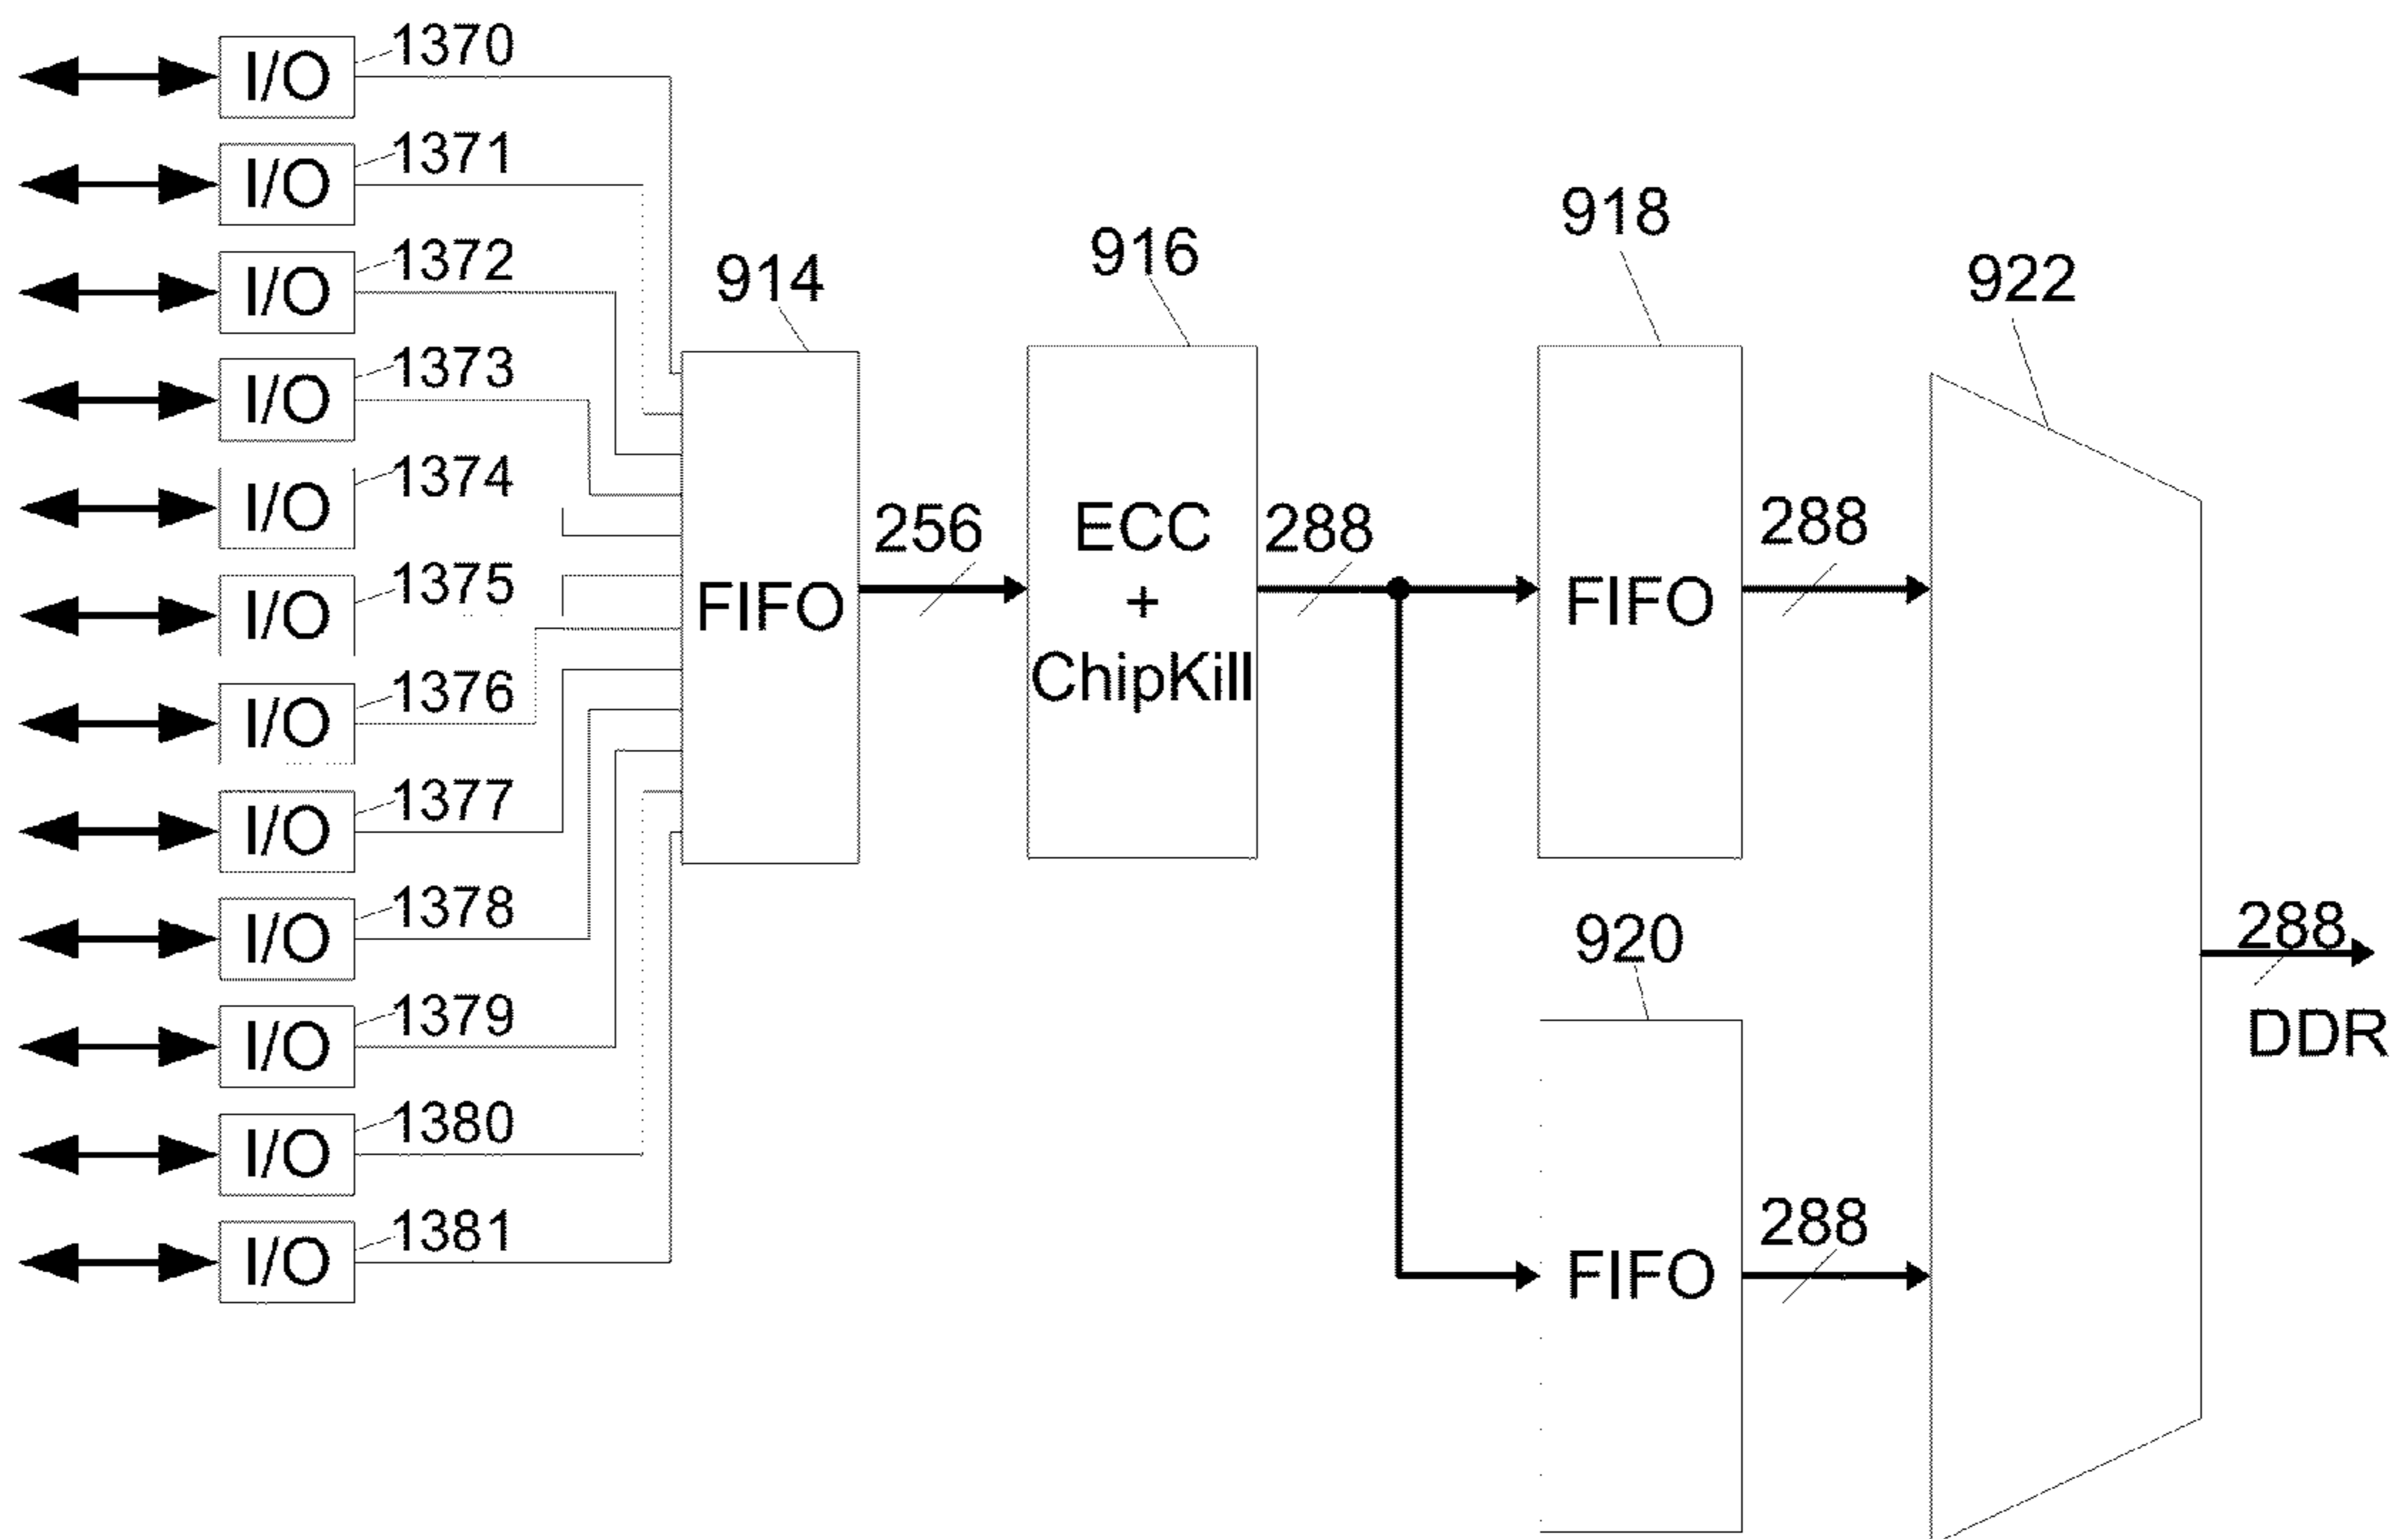 I/O 1370
I/O 1371
I/O 1372
I/O 1373
I/O 1374
I/O 1375
I/O 1376
I/O 1377
I/O 1378
I/O 1379
I/O 1380
I/O 1381
914
FIFO
256
916
ECC
+
ChipKill
288
918
FIFO
288
920
FIFO
288
922
288
DDR